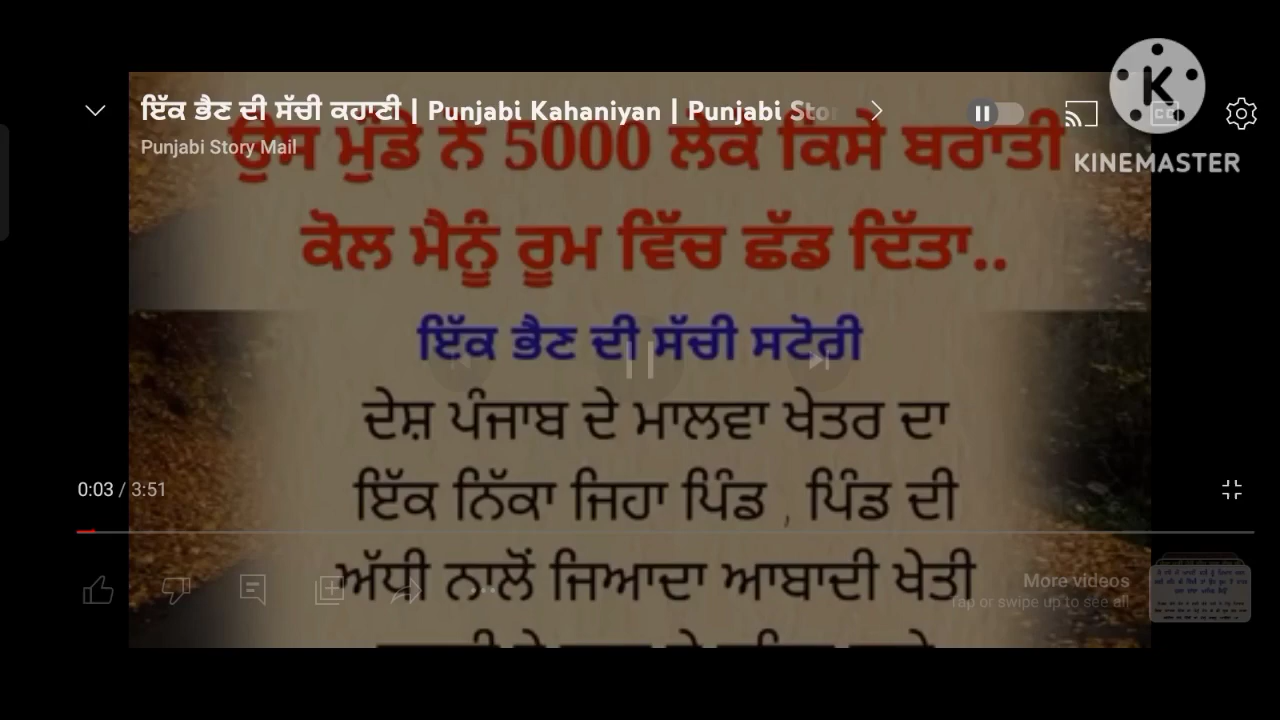 ਇੱਕ ਭੈਣ ਦੀ ਸੱਚੀ ਕਹਾਣੀ | Punjabi Kahaniyan | Punjabi Stor
Punjabi Story Mail
KINEMASTER
ਉਸ ਮੁੰਡੇ ਨੇ 5000 ਲੈਕੇ ਕਿਸੇ ਬਰਾਤੀ
ਕੋਲ ਮੈਨੂੰ ਰੂਮ ਵਿੱਚ ਛੱਡ ਦਿੱਤਾ..
ਇੱਕ ਭੈਣ ਦੀ ਸੱਚੀ ਸਟੋਰੀ
ਦੇਸ਼ ਪੰਜਾਬ ਦੇ ਮਾਲਵਾ ਖੇਤਰ ਦਾ
ਇੱਕ ਨਿੱਕਾ ਜਿਹਾ ਪਿੰਡ , ਪਿੰਡ ਦੀ
0:03 / 3:51
ਅੱਧੀ ਨਾਲੋਂ ਜਿਆਦਾ ਆਬਾਦੀ ਖੇਤੀ
More videos
Tap or swipe up to see all